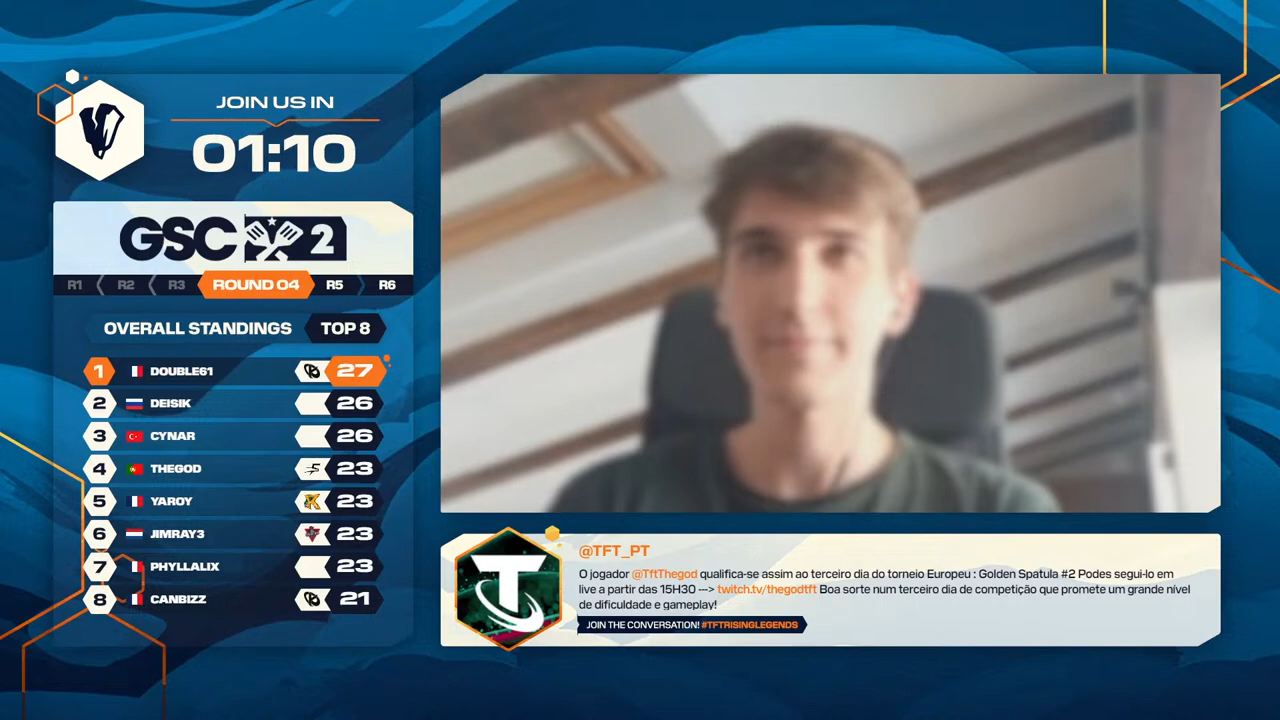 JOIN US IN
01:10
GSC 2
R1 R2 R3 ROUND 04 R5 R6
OVERALL STANDINGS TOP 8
1 DOUBLE61 27
2 DEISIK 26
3 CYNAR 26
4 THEGOD 23
5 YAROY 23
6 JIMRAY3 23
7 PHYLLALIX 23
8 CANBIZZ 21
@TFT_PT
O jogador @TftThegod qualifica-se assim ao terceiro dia do torneio Europeu : Golden Spatula #2 Podes segui-lo em
live a partir das 15H30 ---> twitch.tv/thegodtft Boa sorte num terceiro dia de competição que promete um grande nível
de dificuldade e gameplay!
JOIN THE CONVERSATION! #TFTRISINGLEGENDS